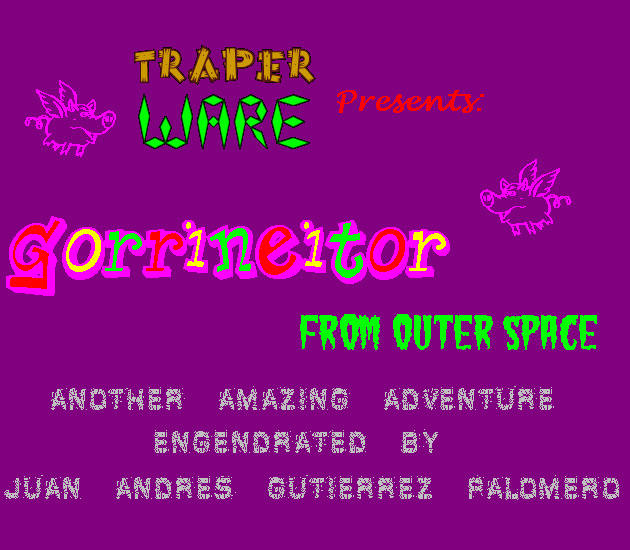 TRAPER
WARE
Presents:
Gorrineitor
FROM OUTER SPACE
ANOTHER AMAZING ADVENTURE
ENGENDRATED BY
JUAN ANDRES GUTIERREZ PALOMERO